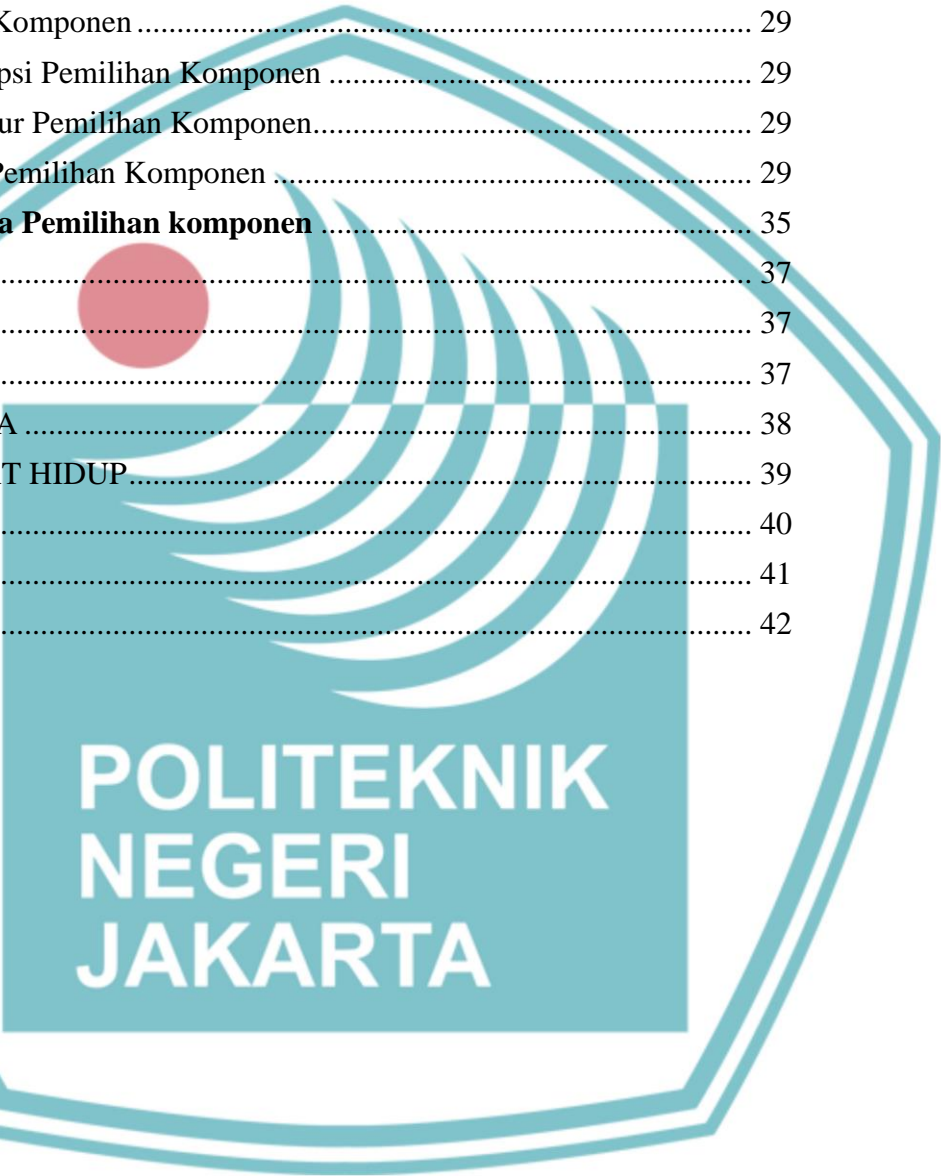 Komponen ........................................................................................ 29
psi Pemilihan Komponen ............................................................ 29
ur Pemilihan Komponen.............................................................. 29
Pemilihan Komponen ................................................................... 29
a Pemilihan komponen ............................................................. 35
.................................................................................................... 37
.................................................................................................... 37
.................................................................................................... 37
A .................................................................................................. 38
T HIDUP....................................................................................... 39
.................................................................................................... 40
.................................................................................................... 41
.................................................................................................... 42
POLITEKNIK
NEGERI
JAKARTA